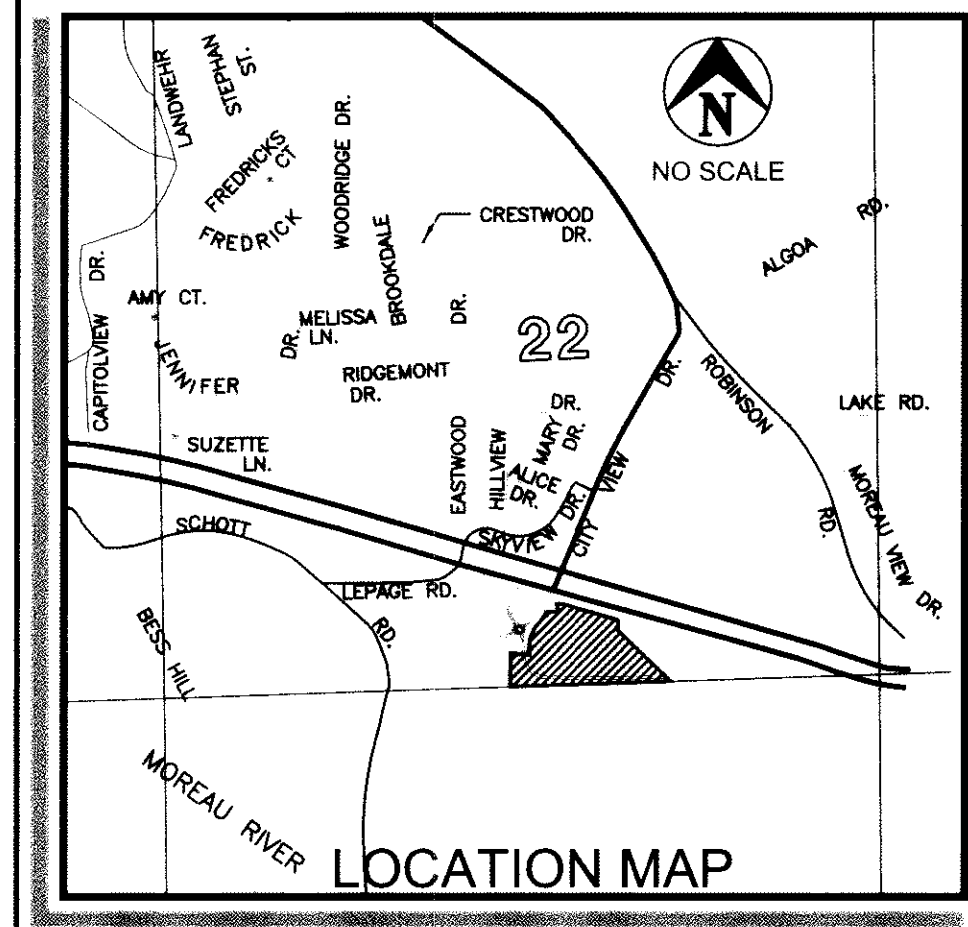 LANDWEHR
STEPHAN
ST.
FREDRICKS
CT
FREDRICK
WOODRIDGE DR.
BROOKDALE
DR.
CRESTWOOD
DR.
N
NO SCALE
ALGOA RD.
CAPITOLVIEW DR.
AMY CT.
JENNIFER
DR.
MELISSA
LN.
RIDGEMONT
DR.
22
SUZETTE
LN.
EASTWOOD
HILLVIEW
DR.
MARY DR.
ALICE
DR.
SKYVIEW DR.
CITY VIEW DR.
ROBINSON RD.
LAKE RD.
MOREAU VIEW DR.
SCHOTT RD.
LEPAGE RD.
BESS HILL
MOREAU RIVER
LOCATION MAP